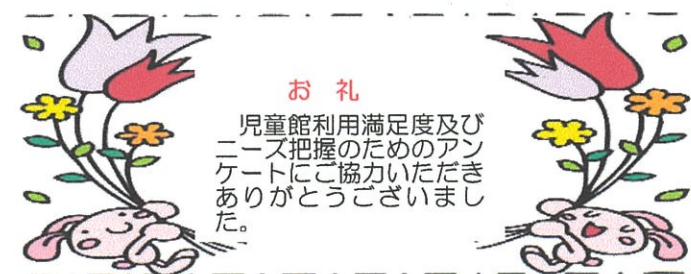 お 礼
児童館利用満足度及び
ニーズ把握のためのアン
ケートにご協力いただき
ありがとうございまし
た。